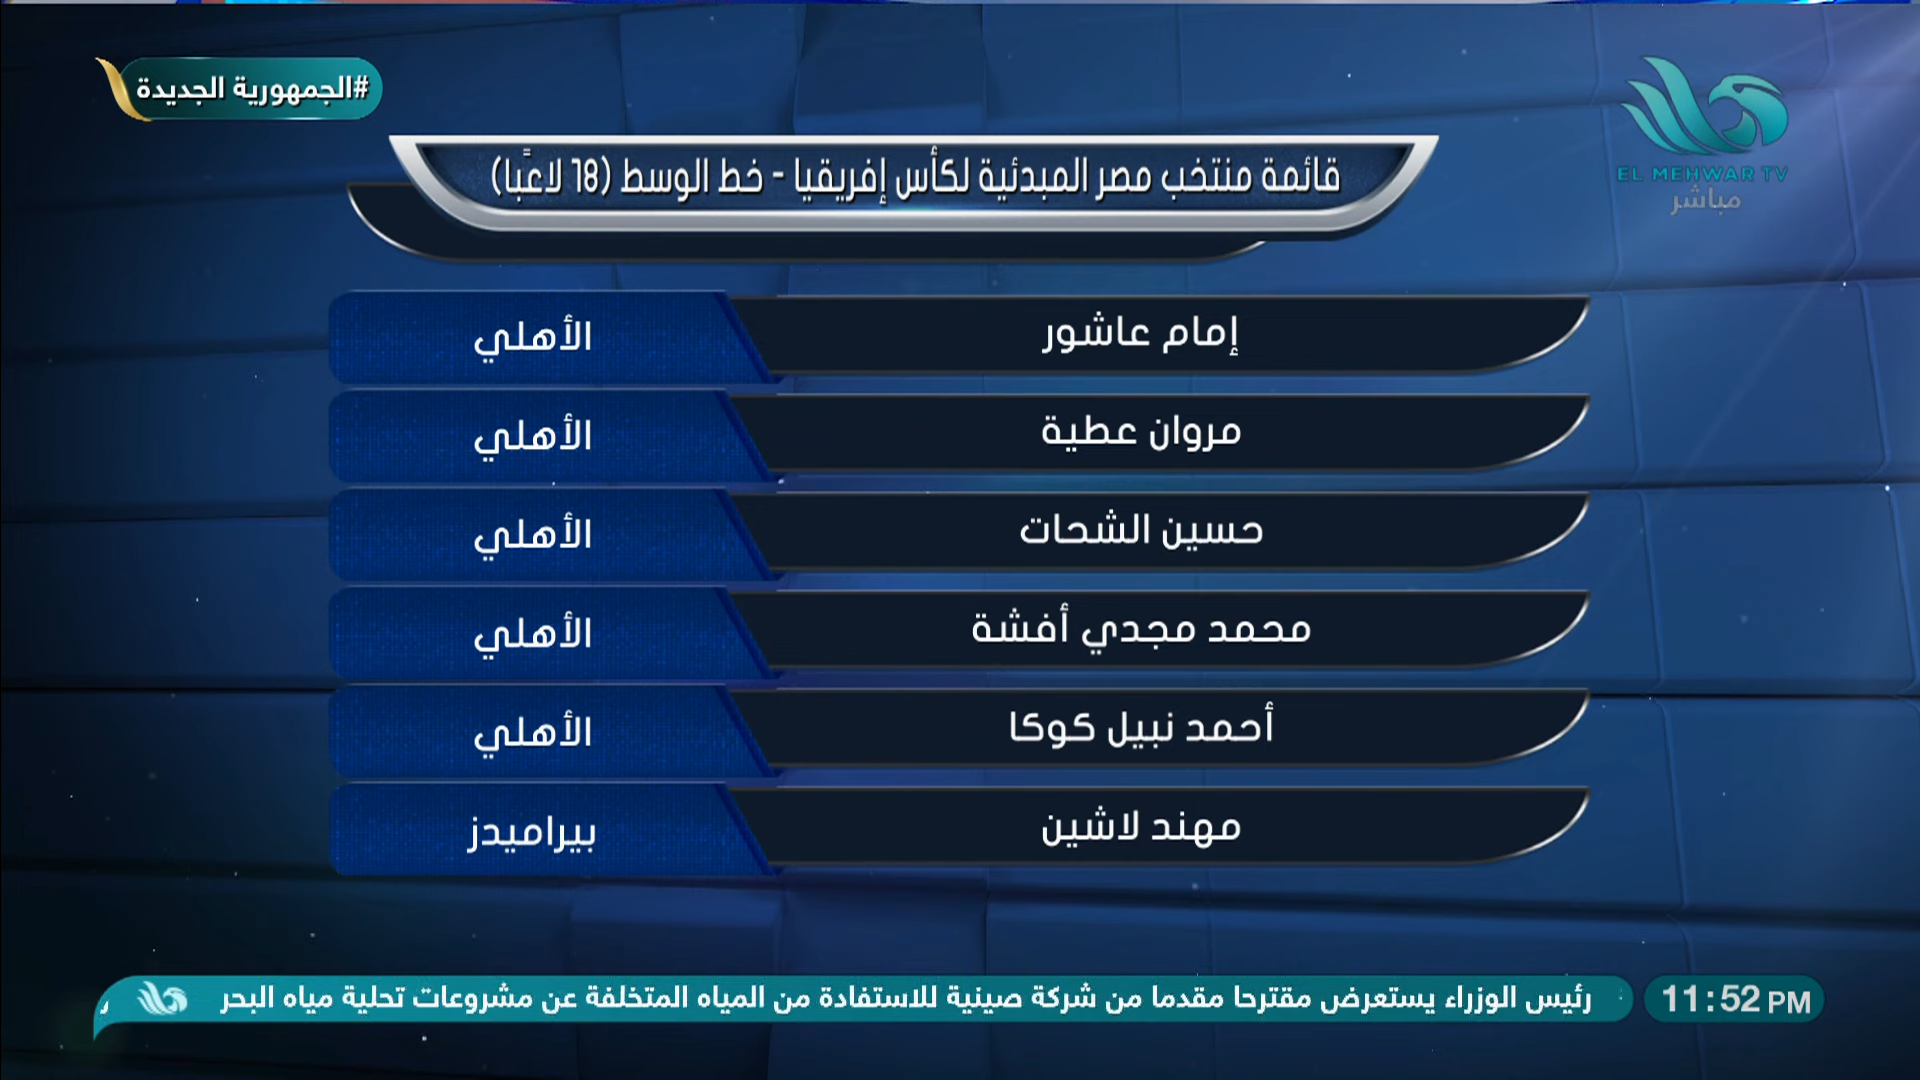 #الجمهورية الجديدة
EL MEHWAR TV
مباشر
قائمة منتخب مصر المبدئية لكأس إفريقيا - خط الوسط (18 لاعبًا)
إمام عاشور الأهلي
مروان عطية الأهلي
حسين الشحات الأهلي
محمد مجدي أفشة الأهلي
أحمد نبيل كوكا الأهلي
مهند لاشين بيراميدز
رئيس الوزراء يستعرض مقترحا مقدما من شركة صينية للاستفادة من المياه المتخلفة عن مشروعات تحلية مياه البحر
11:52 PM